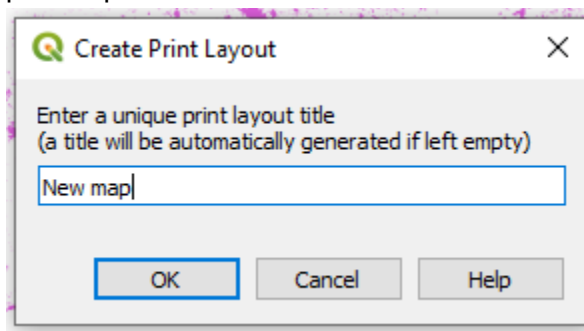 Create Print Layout
Enter a unique print layout title
(a title will be automatically generated if left empty)
New map
OK
Cancel
Help